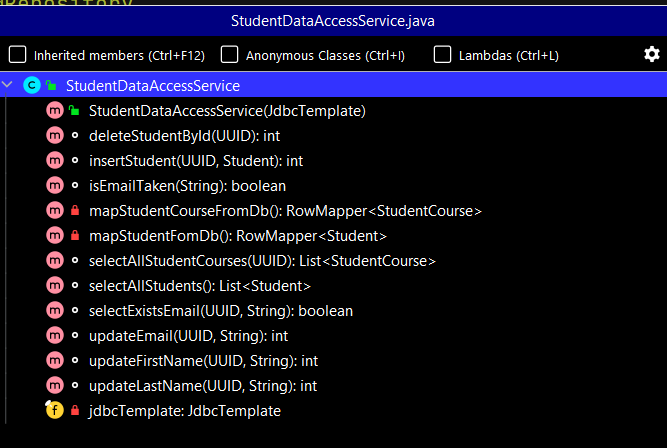 StudentDataAccessService.java
Inherited members (Ctrl+F12) Anonymous Classes (Ctrl+I) Lambdas (Ctrl+L)
C StudentDataAccessService
m StudentDataAccessService(JdbcTemplate)
m deleteStudentById(UUID): int
m insertStudent(UUID, Student): int
m isEmailTaken(String): boolean
m mapStudentCourseFromDb(): RowMapper<StudentCourse>
m mapStudentFomDb(): RowMapper<Student>
m selectAllStudentCourses(UUID): List<StudentCourse>
m selectAllStudents(): List<Student>
m selectExistsEmail(UUID, String): boolean
m updateEmail(UUID, String): int
m updateFirstName(UUID, String): int
m updateLastName(UUID, String): int
f jdbcTemplate: JdbcTemplate